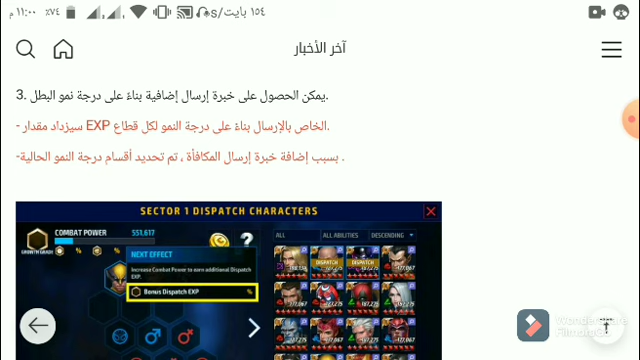 ١١:٠٠ م ٧٤٪ ١٥٤ بايت/s
آخر الأخبار
3. يمكن الحصول على خبرة إرسال إضافية بناءً على درجة نمو البطل.
- الخاص بالإرسال بناءً على درجة النمو لكل قطاع EXP سيزداد مقدار.
-بسبب إضافة خبرة إرسال المكافأة ، تم تحديد أقسام درجة النمو الحالية .
SECTOR 1 DISPATCH CHARACTERS
COMBAT POWER 551,617
GROWTH GRADE
% %
?
ALL ALL ABILITIES DESCENDING
NEXT EFFECT
Increase Combat Power to earn additional Dispatch
EXP.
Bonus Dispatch EXP %
DISPATCH DISPATCH
Wondershare
Filmora